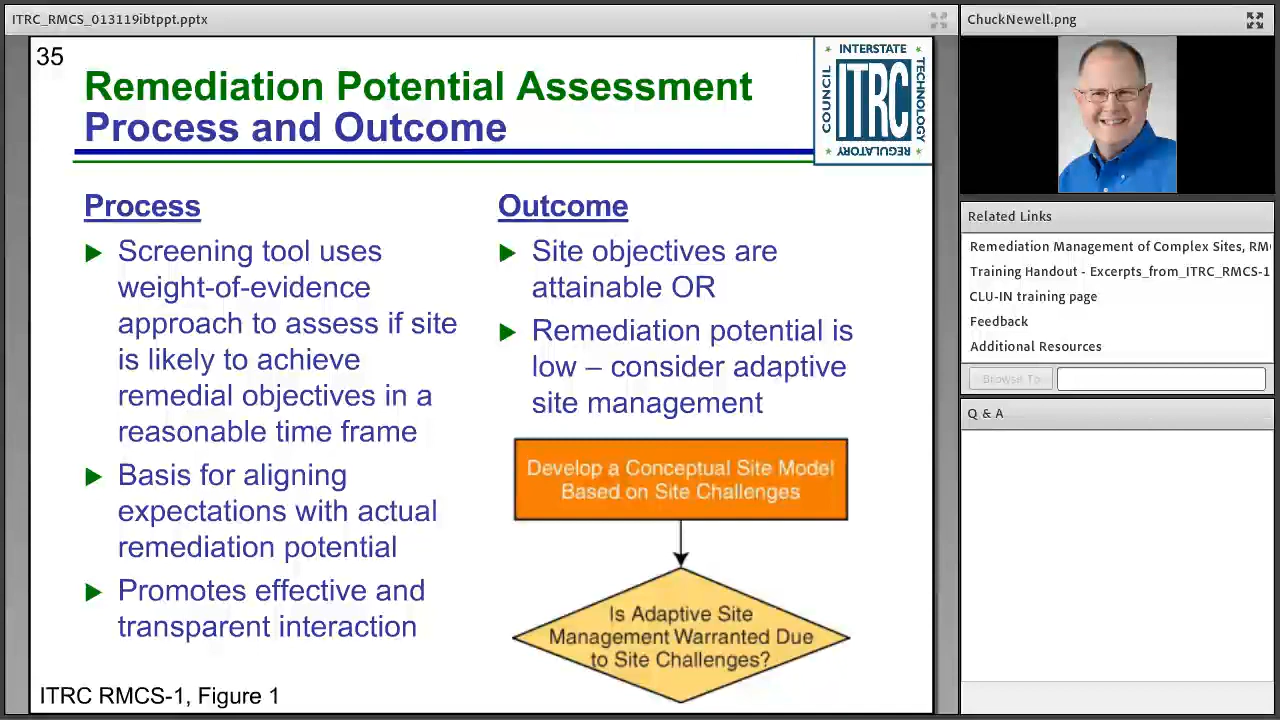 ITRC_RMCS_013119ibtppt.pptx
35
Remediation Potential Assessment
Process and Outcome
INTERSTATE
TECHNOLOGY
REGULATORY
COUNCIL
ITRC
Process
Screening tool uses
weight-of-evidence
approach to assess if site
is likely to achieve
remedial objectives in a
reasonable time frame
Basis for aligning
expectations with actual
remediation potential
Promotes effective and
transparent interaction
Outcome
Site objectives are
attainable OR
Remediation potential is
low – consider adaptive
site management
Develop a Conceptual Site Model
Based on Site Challenges
Is Adaptive Site
Management Warranted Due
to Site Challenges?
ITRC RMCS-1, Figure 1
ChuckNewell.png
Related Links
Remediation Management of Complex Sites, RM
Training Handout - Excerpts_from_ITRC_RMCS-1
CLU-IN training page
Feedback
Additional Resources
Browse To
Q & A